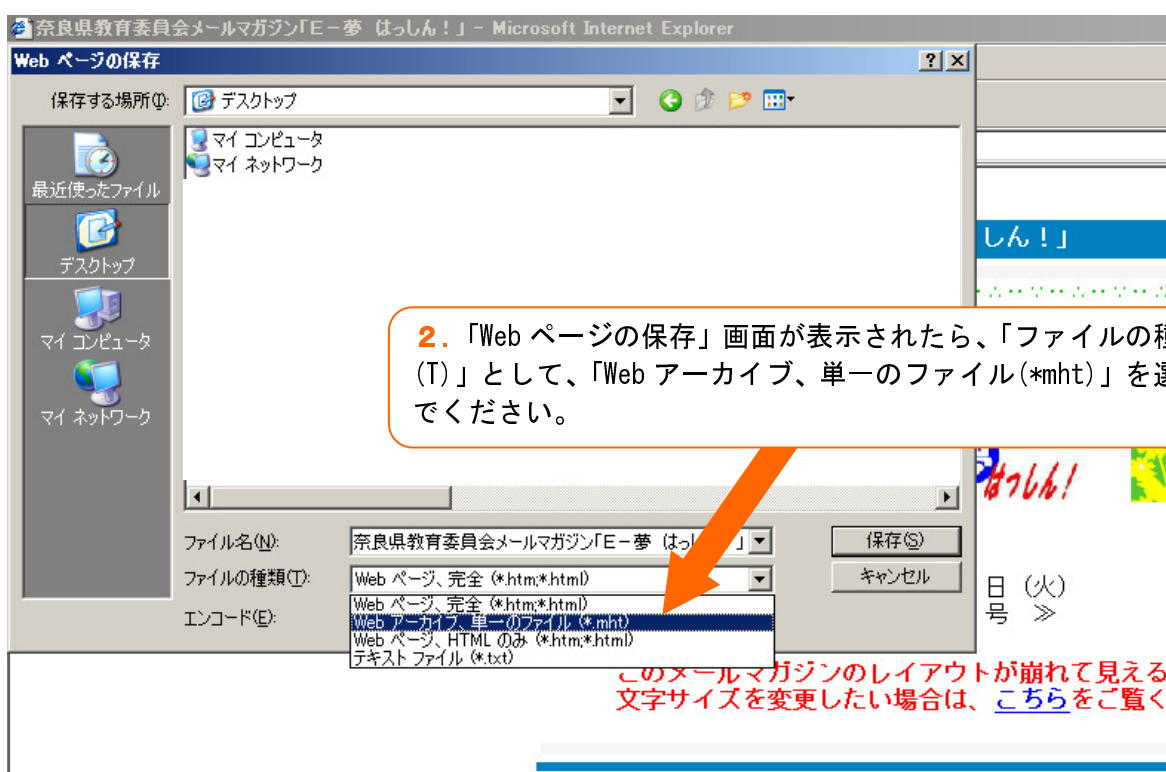 奈良県教育委員会メールマガジン「E－夢 はっしん！」 - Microsoft Internet Explorer
Web ページの保存
保存する場所(I):
デスクトップ
マイ コンピュータ
マイ ネットワーク
最近使ったファイル
デスクトップ
マイ コンピュータ
マイ ネットワーク
しん！」
2.「Web ページの保存」画面が表示されたら、「ファイルの種
(T)」として、「Web アーカイブ、単一のファイル(*mht)」を選
でください。
はっしん!
ファイル名(N):
奈良県教育委員会メールマガジン「E－夢 はっ 」
保存(S)
ファイルの種類(T):
Web ページ、完全 (*.htm;*.html)
キャンセル
エンコード(E):
Web ページ、完全 (*.htm;*.html)
Web アーカイブ、単一のファイル (*.mht)
Web ページ、HTML のみ (*.htm;*.html)
テキスト ファイル (*.txt)
日（火）
号 ≫
このメールマガジンのレイアウトが崩れて見える
文字サイズを変更したい場合は、こちらをご覧く